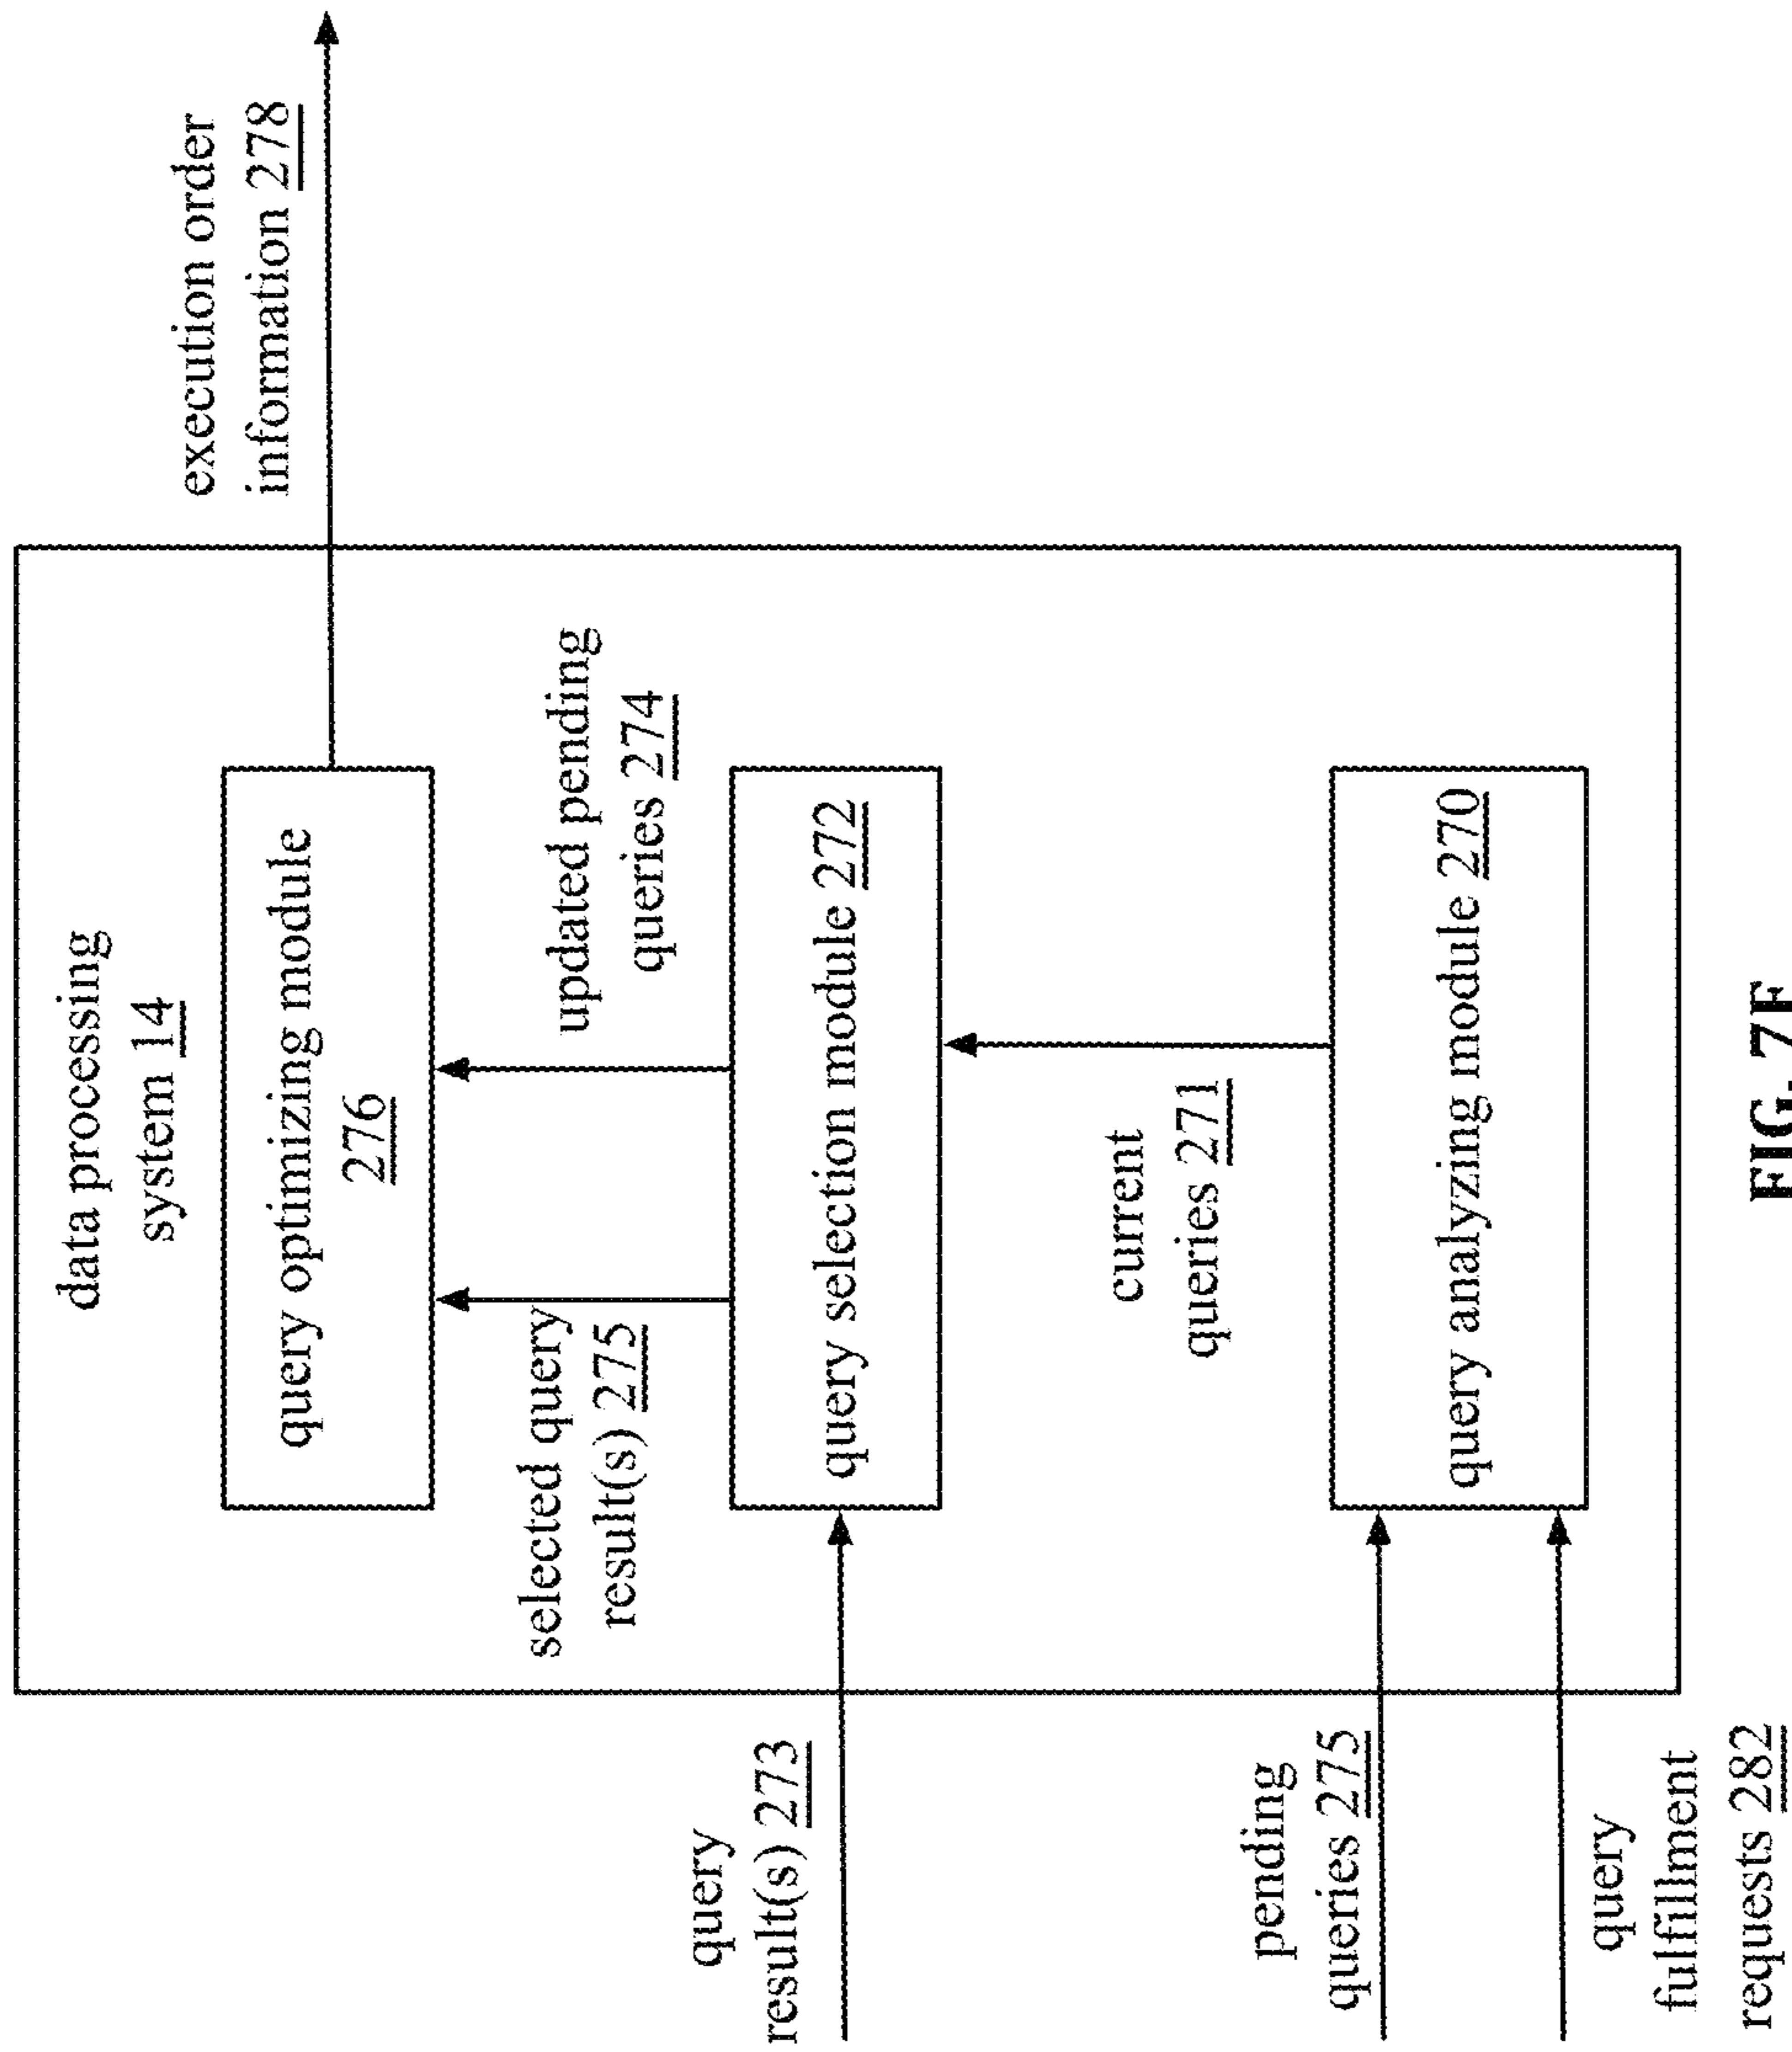 data processing
system 14
execution order
information 278
query optimizing module
276
selected query
result(s) 275
updated pending
queries 274
query
result(s) 273
query selection module 272
current
queries 271
pending
queries 275
query analyzing module 270
query
fulfillment
requests 282
FIG.